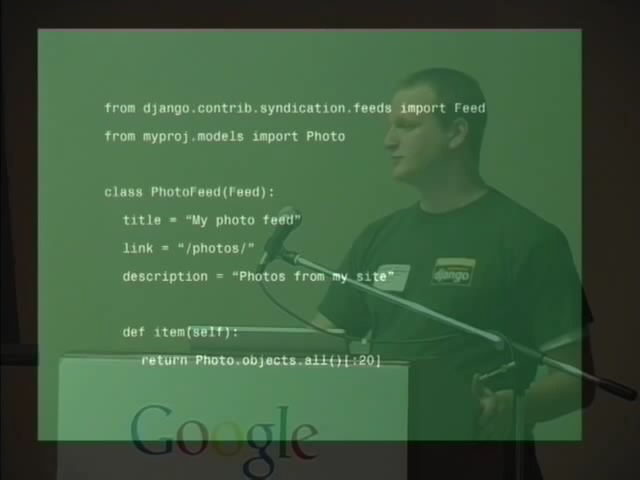 from django.contrib.syndication.feeds import Feed
from myproj.models import Photo
class PhotoFeed(Feed):
title = “My photo feed”
link = “/photos/”
description = “Photos from my site”
django
def item(self):
return Photo.objects.all()[:20]
Google